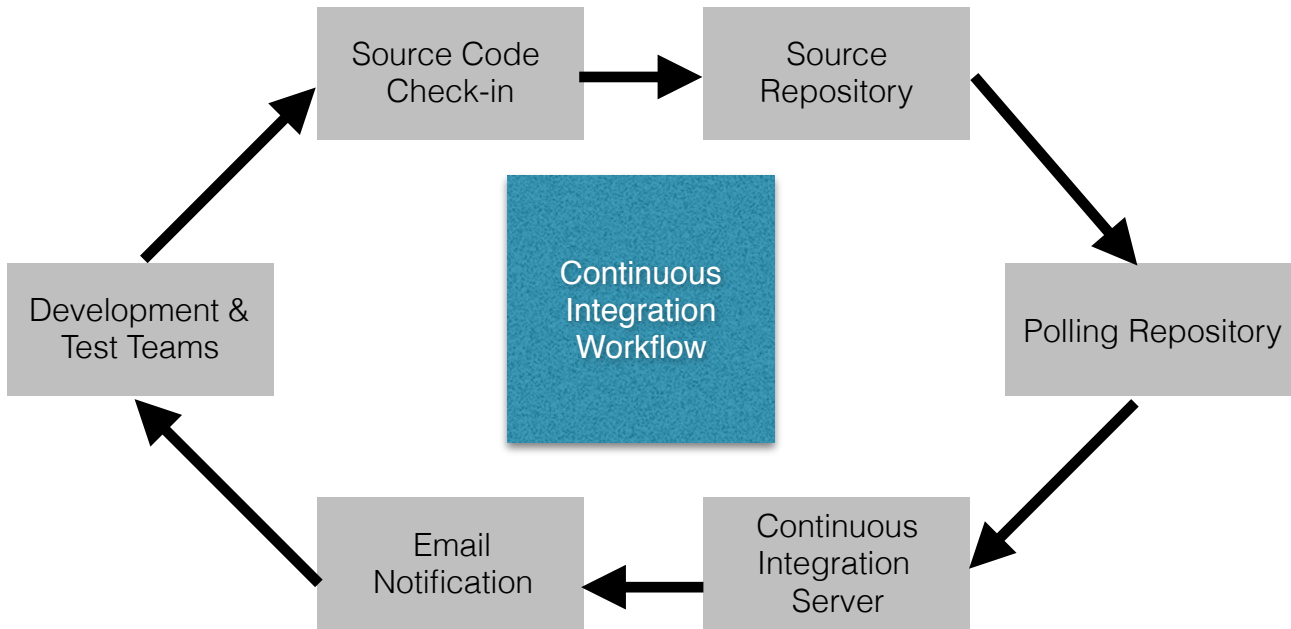 Source Code
Check-in
Source
Repository
Continuous
Integration
Workflow
Development &
Test Teams
Polling Repository
Email
Notification
Continuous
Integration
Server